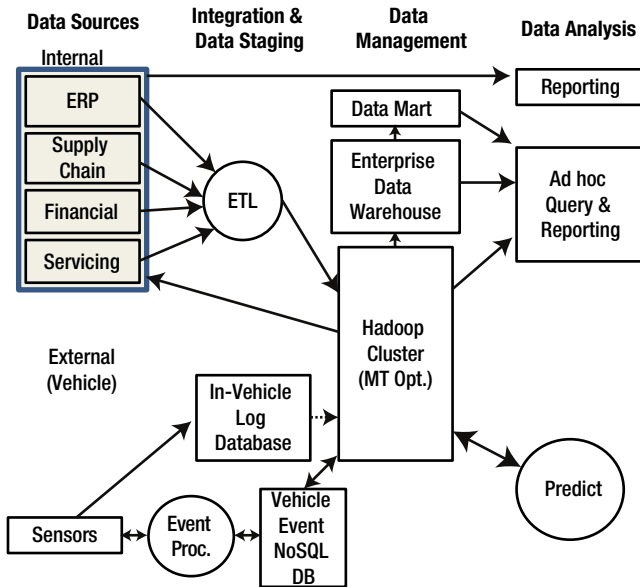 Data Sources
Integration &
Data Staging
Data
Management
Data Analysis
Internal
ERP
Supply
Chain
Financial
Servicing
ETL
Data Mart
Enterprise
Data
Warehouse
Reporting
Ad hoc
Query &
Reporting
Hadoop
Cluster
(MT Opt.)
External
(Vehicle)
In-Vehicle
Log
Database
Sensors
Event
Proc.
Vehicle
Event
NoSQL
DB
Predict